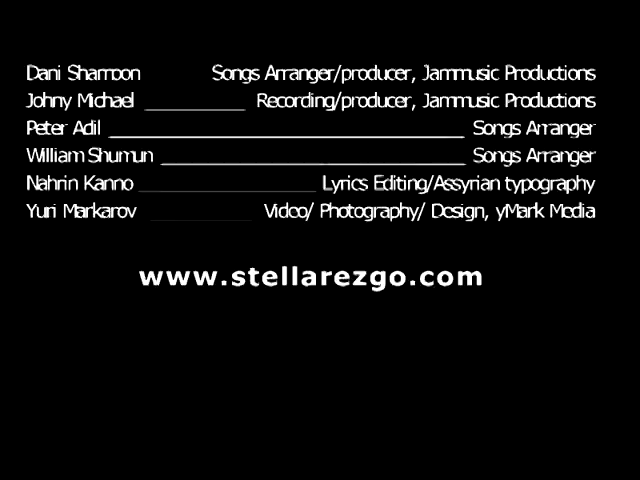 Dani Shamoon Songs Arranger/producer, Jammusic Productions
Johny Michael __________ Recording/producer, Jammusic Productions
Peter Adil ____________________________________ Songs Arranger
William Shumun _______________________________ Songs Arranger
Nahrin Kanno __________________ Lyrics Editing/Assyrian typography
Yuri Markarov __________ Video/ Photography/ Design, yMark Media
www.stellarezgo.com